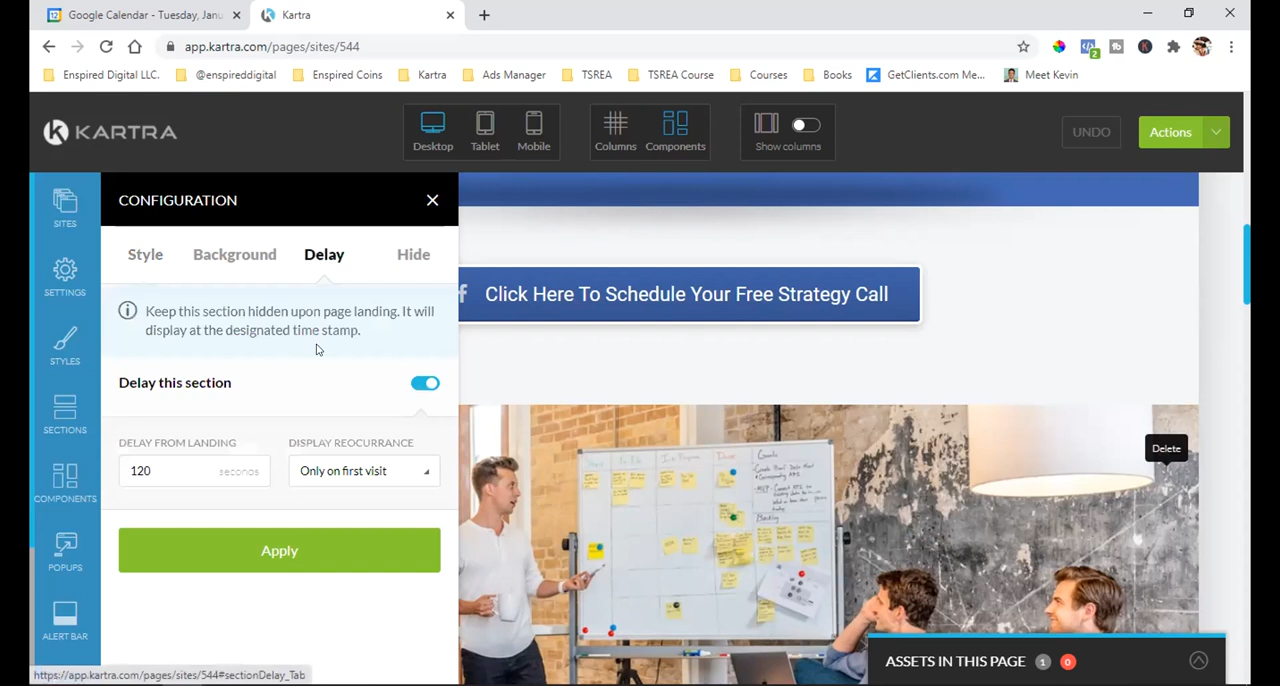 Google Calendar - Tuesday, Janu
Kartra
app.kartra.com/pages/sites/544
Enspired Digital LLC.
@enspireddigital
Enspired Coins
Kartra
Ads Manager
TSREA
TSREA Course
Courses
Books
GetClients.com Me...
Meet Kevin
KARTRA
Desktop
Tablet
Mobile
Columns
Components
Show columns
UNDO
Actions
SITES
SETTINGS
STYLES
SECTIONS
COMPONENTS
POPUPS
ALERT BAR
CONFIGURATION
Style
Background
Delay
Hide
Keep this section hidden upon page landing. It will
display at the designated time stamp.
Delay this section
DELAY FROM LANDING
DISPLAY REOCURRANCE
120
seconds
Only on first visit
Apply
Click Here To Schedule Your Free Strategy Call
Delete
ASSETS IN THIS PAGE
1
0
https://app.kartra.com/pages/sites/544#sectionDelay_Tab